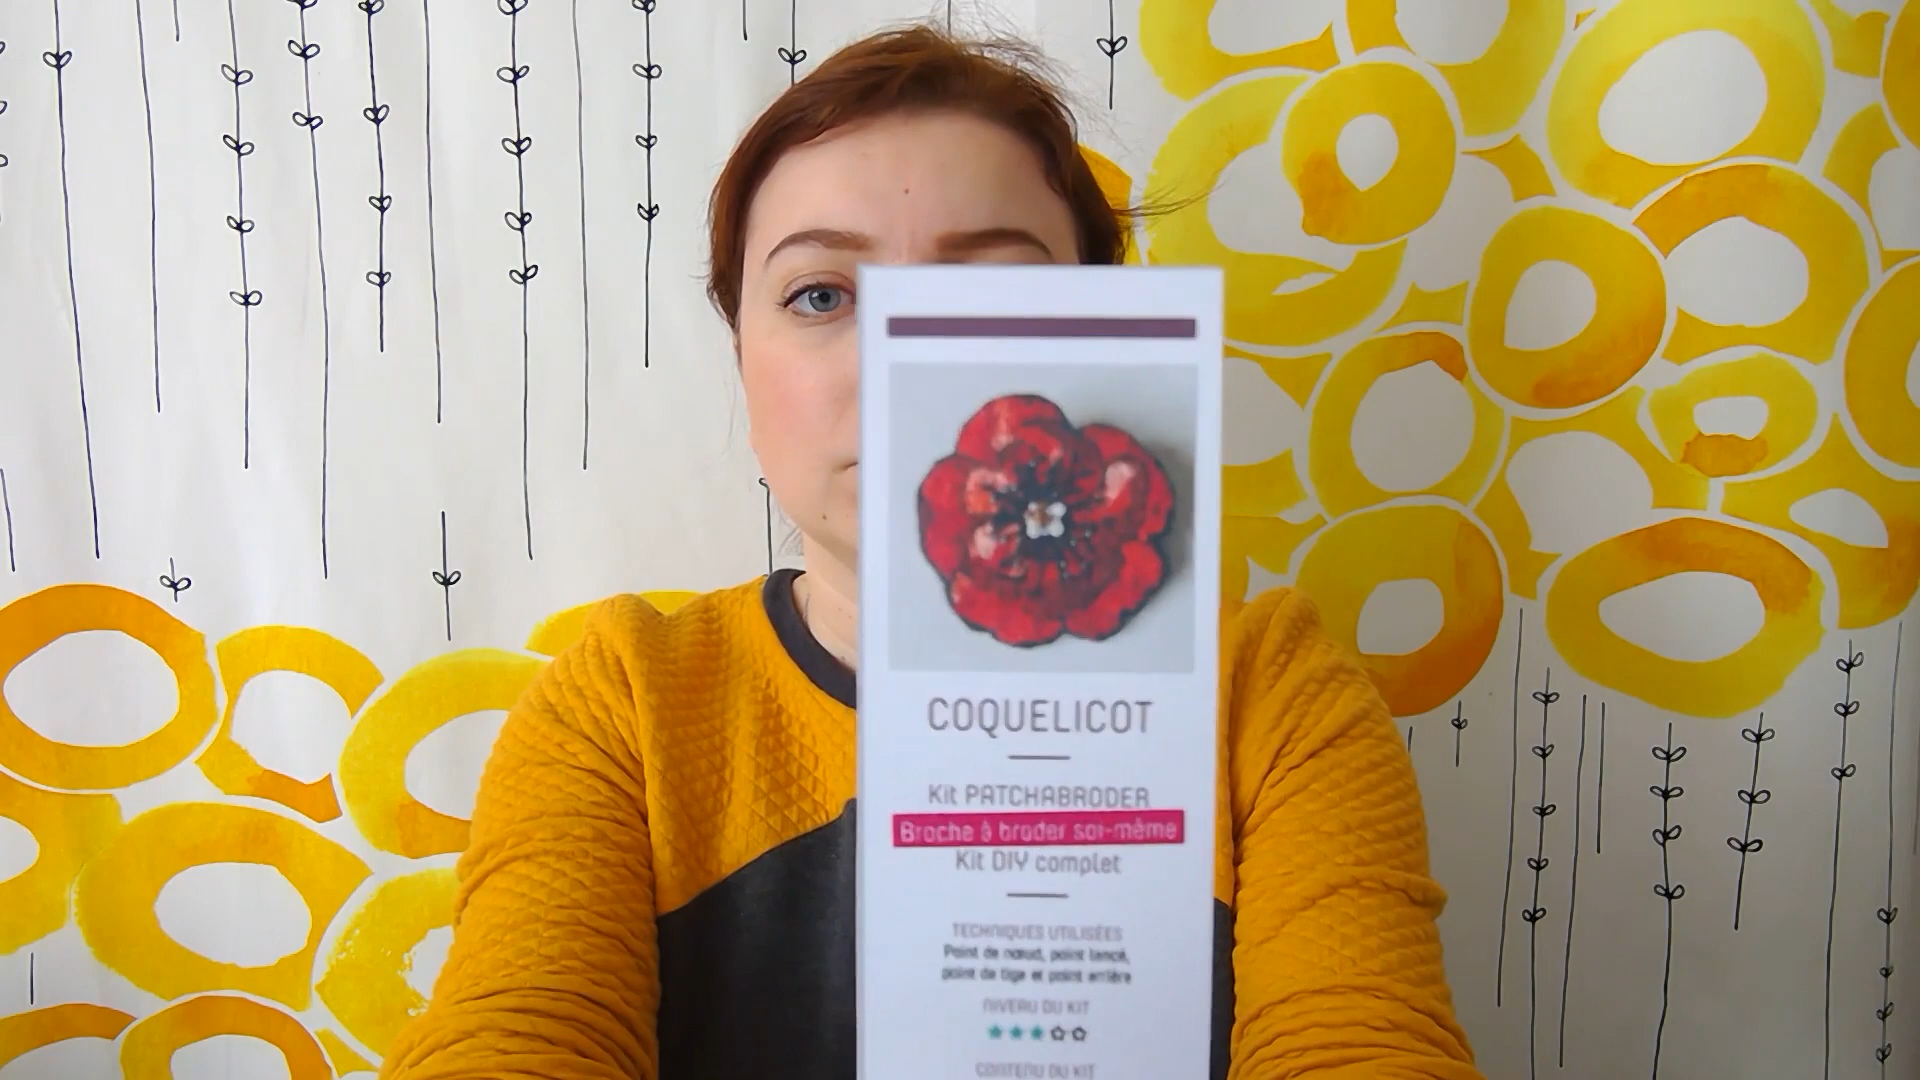 COQUELICOT
Kit PATCHABRODER
Broche à broder soi-même
Kit DIY complet
TECHNIQUES UTILISÉES
Point de nœud, point lancé,
point de tige et point arrière
NIVEAU DU KIT
CONTENU DU KIT